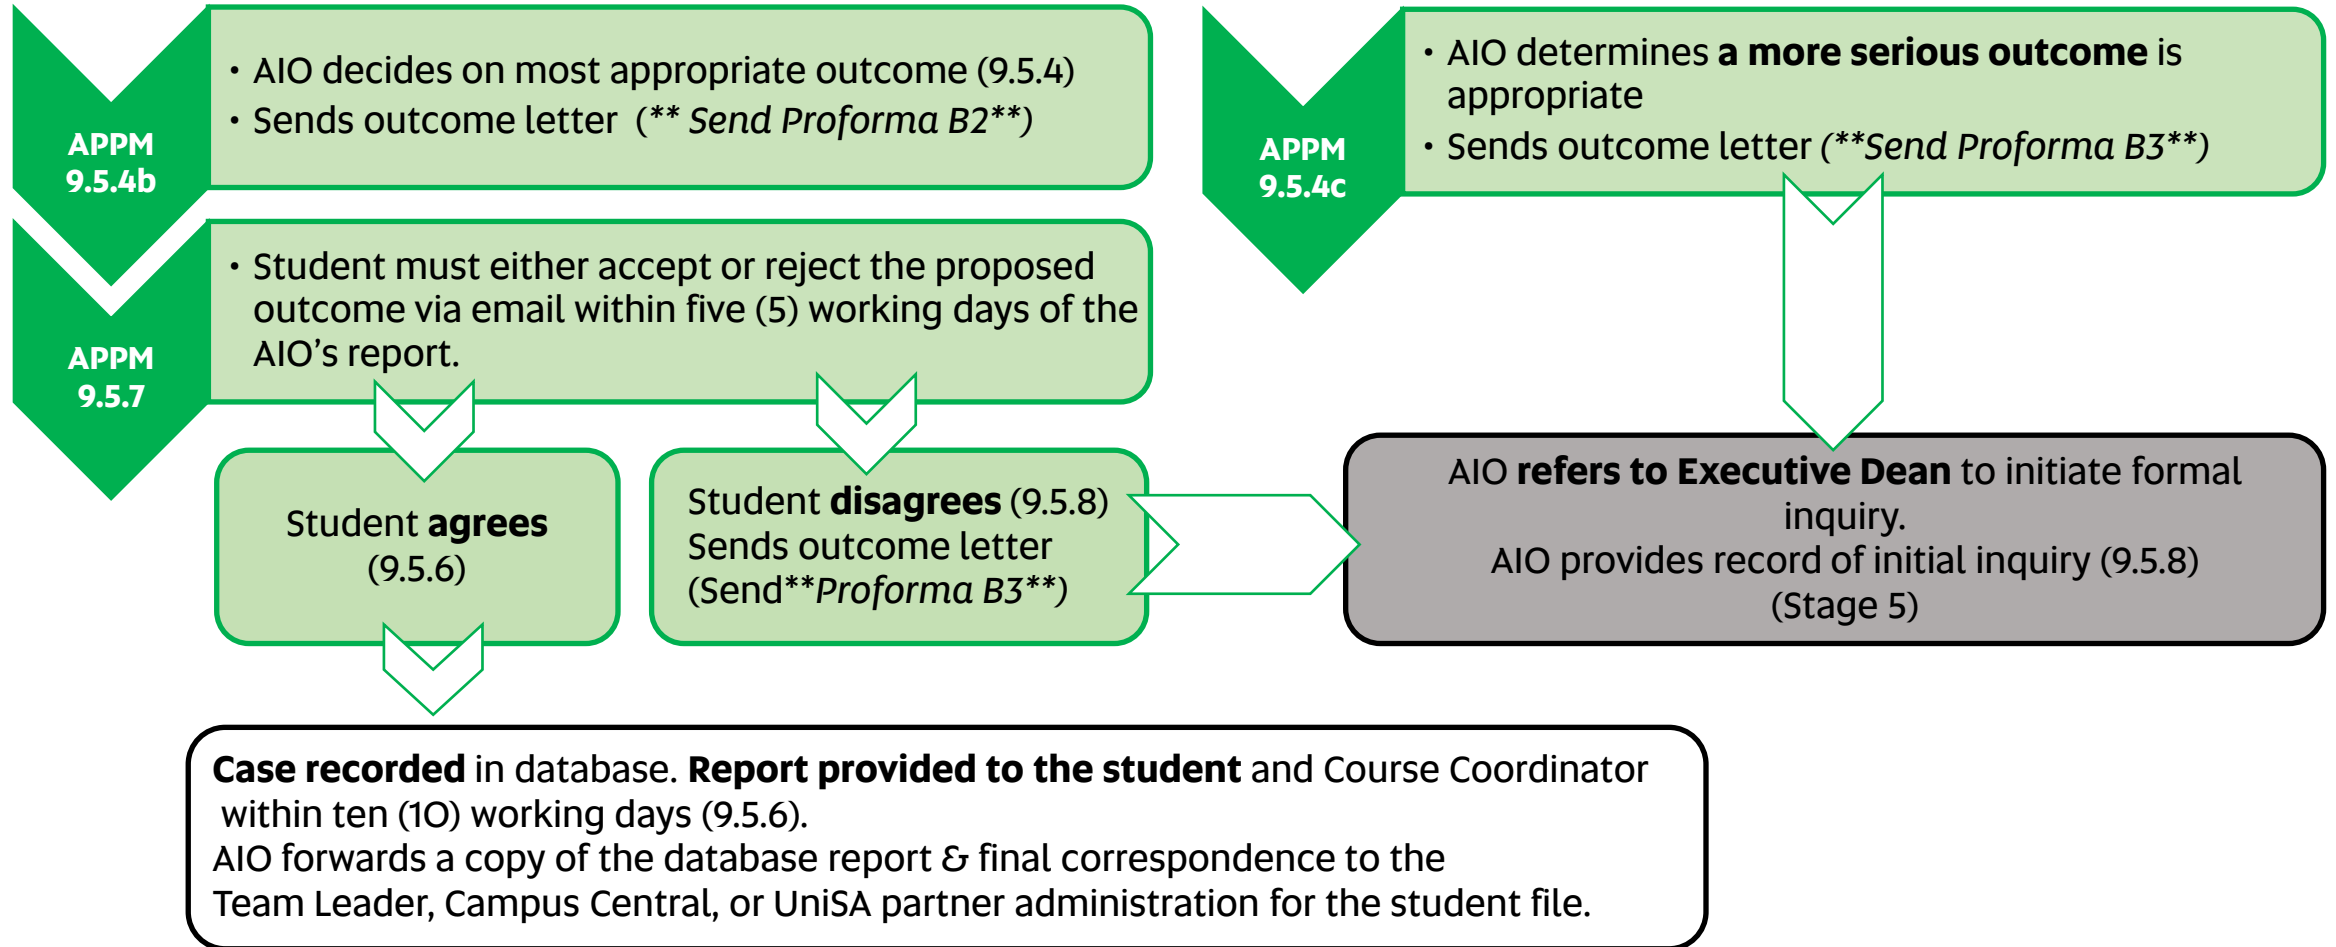 APPM
9.5.4b
• AIO decides on most appropriate outcome (9.5.4)
• Sends outcome letter (** Send Proforma B2**)
APPM
9.5.4c
• AIO determines a more serious outcome is
appropriate
• Sends outcome letter (**Send Proforma B3**)
APPM
9.5.7
• Student must either accept or reject the proposed
outcome via email within five (5) working days of the
AIO’s report.
Student agrees
(9.5.6)
Student disagrees (9.5.8)
Sends outcome letter
(Send**Proforma B3**)
AIO refers to Executive Dean to initiate formal
inquiry.
AIO provides record of initial inquiry (9.5.8)
(Stage 5)
Case recorded in database. Report provided to the student and Course Coordinator
within ten (10) working days (9.5.6).
AIO forwards a copy of the database report & final correspondence to the
Team Leader, Campus Central, or UniSA partner administration for the student file.